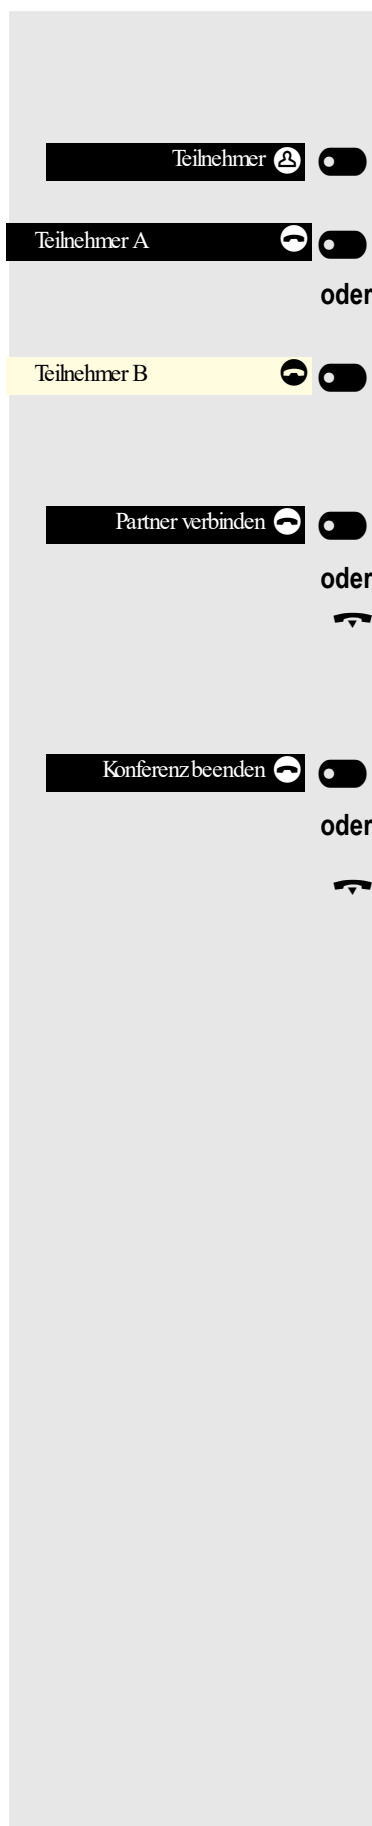 Teilnehmer
Teilnehmer A
oder
Teilnehmer B
Partner verbinden
oder
Konferenz beenden
oder